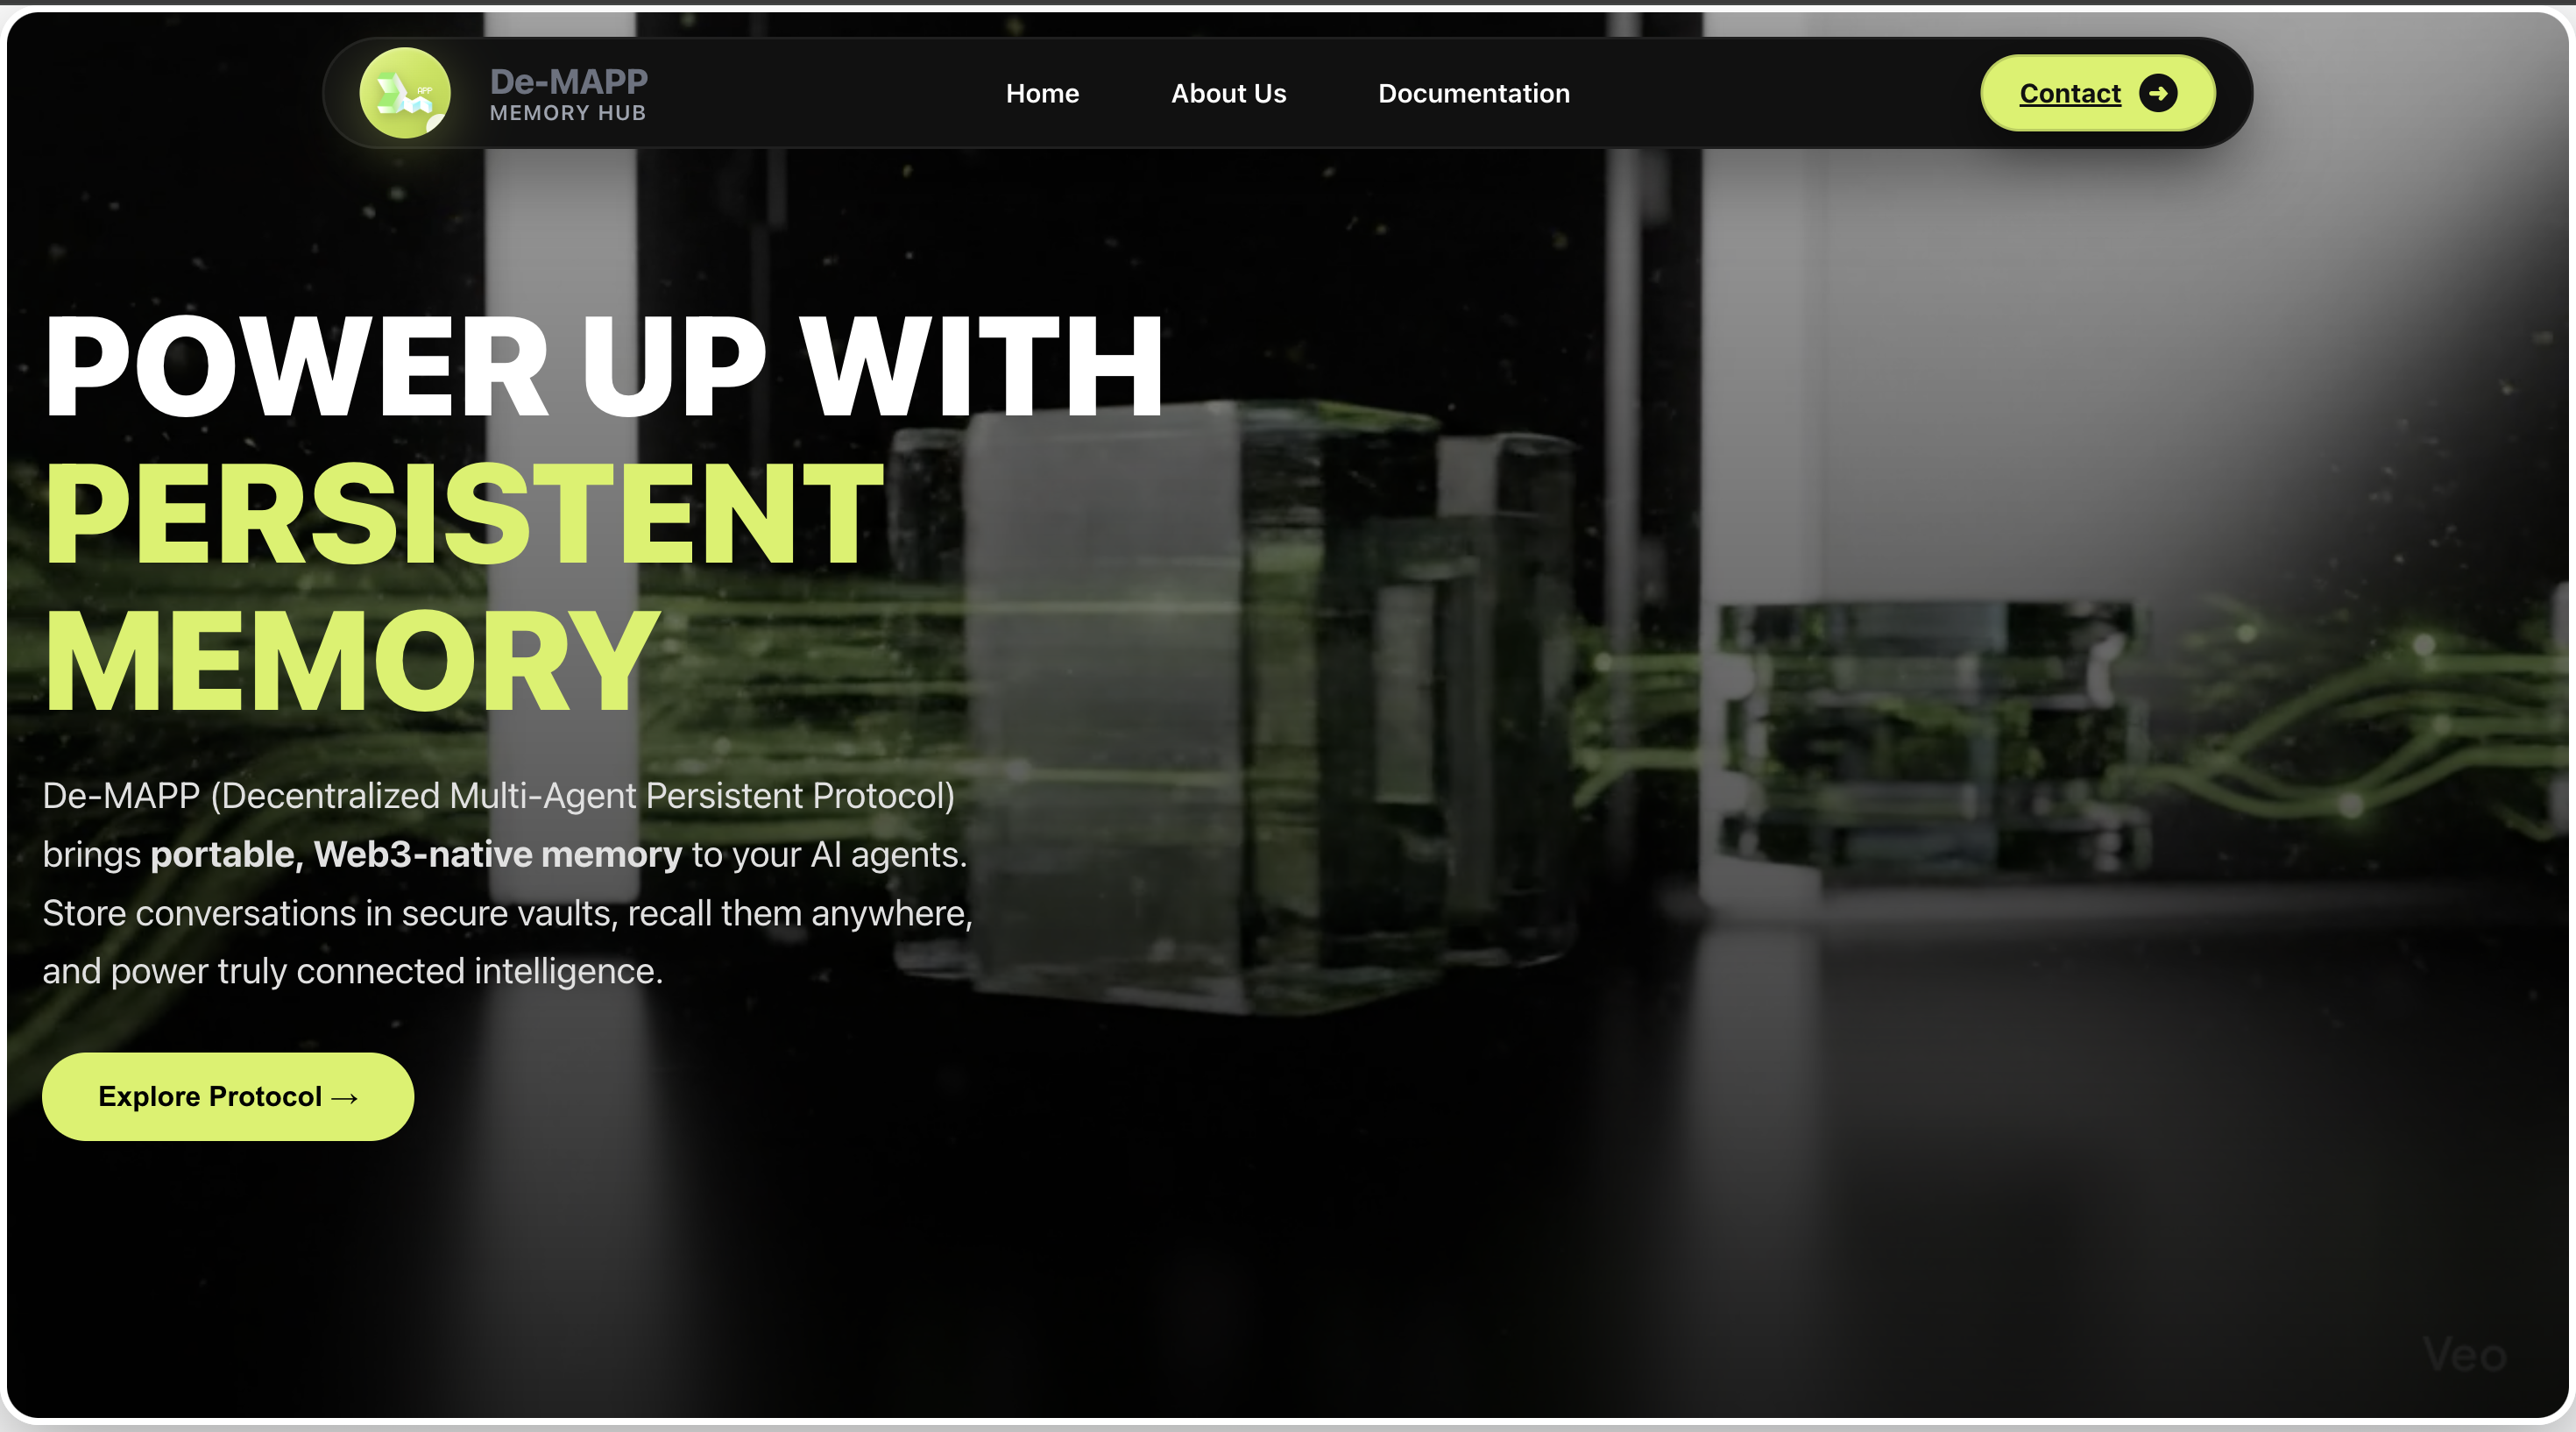 APP
De-MAPP
MEMORY HUB
Home
About Us
Documentation
Contact
POWER UP WITH
PERSISTENT
MEMORY
De-MAPP (Decentralized Multi-Agent Persistent Protocol)
brings portable, Web3-native memory to your AI agents.
Store conversations in secure vaults, recall them anywhere,
and power truly connected intelligence.
Explore Protocol →
Veo